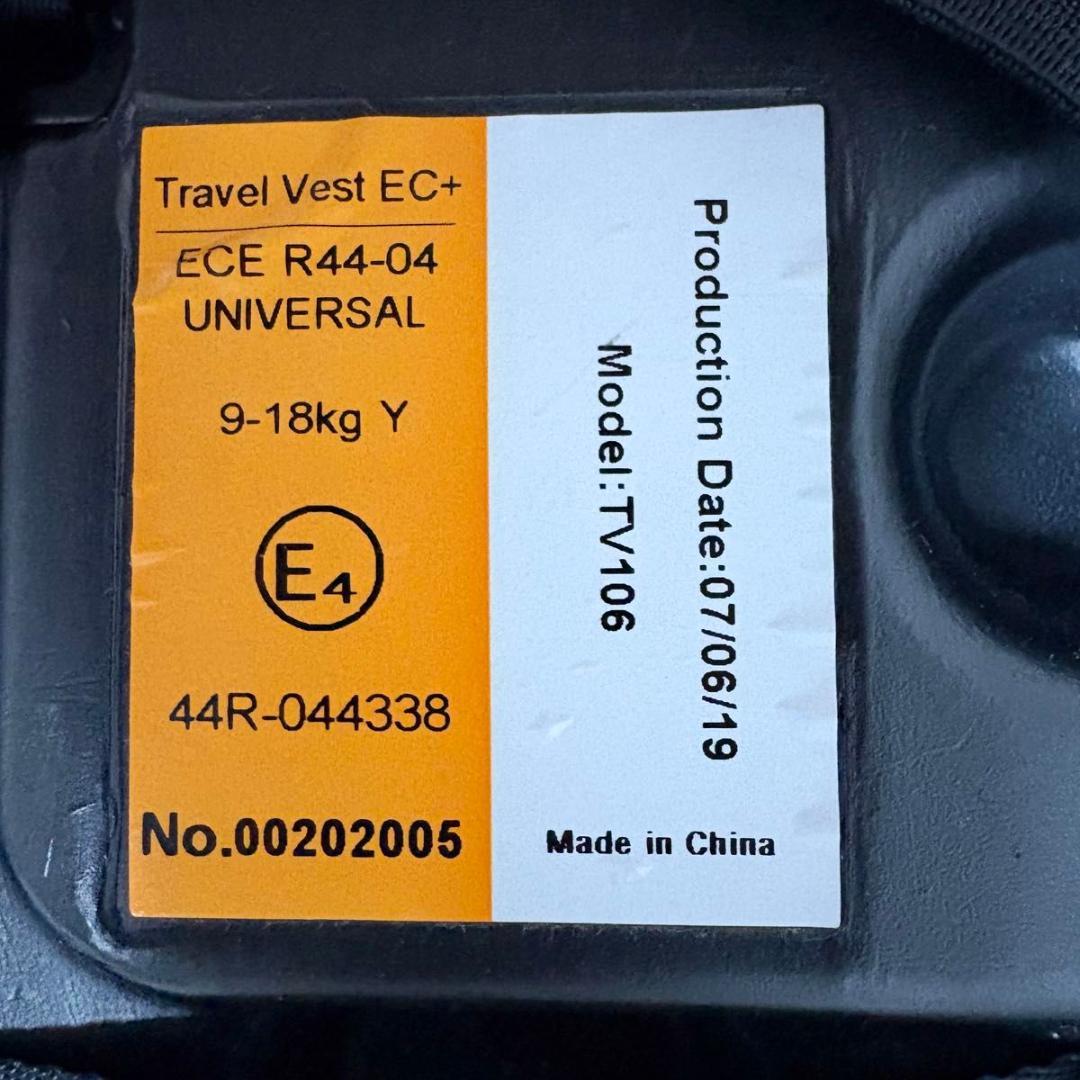 Travel Vest EC+
ECE R44-04
UNIVERSAL
9-18kg Y
E4
44R-044338
No.00202005
Production Date:07/06/19
Model:TV106
Made in China